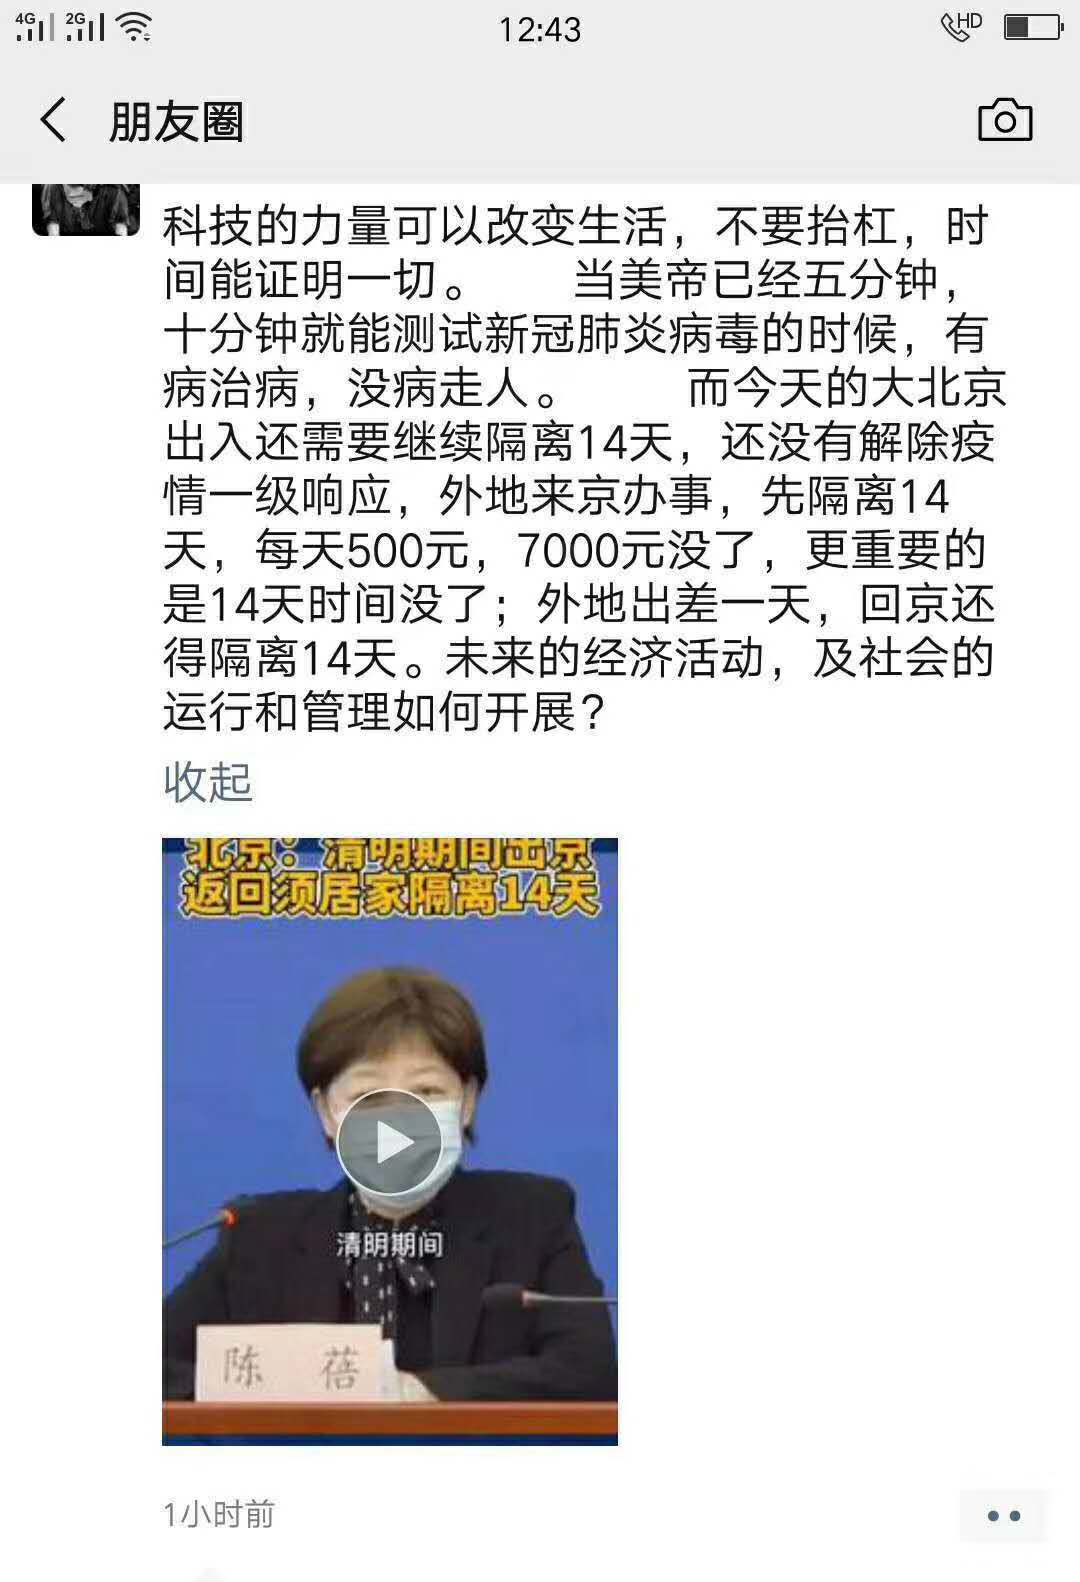 4G 2G 12:43 HD
朋友圈
科技的力量可以改变生活，不要抬杠，时
间能证明一切。 当美帝已经五分钟，
十分钟就能测试新冠肺炎病毒的时候，有
病治病，没病走人。 而今天的大北京
出入还需要继续隔离14天，还没有解除疫
情一级响应，外地来京办事，先隔离14
天，每天500元，7000元没了，更重要的
是14天时间没了；外地出差一天，回京还
得隔离14天。未来的经济活动，及社会的
运行和管理如何开展？
收起
北京：清明期间出京
返回须居家隔离14天
清明期间
陈 蓓
1小时前